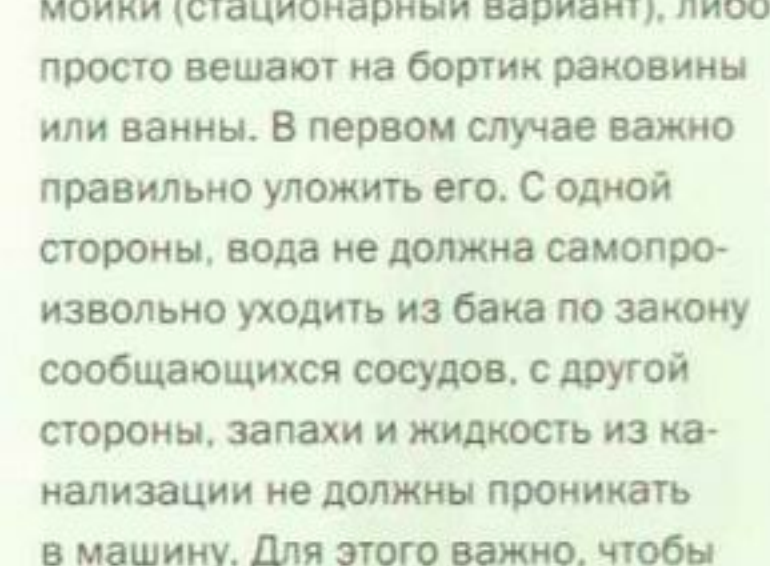 мойки (стационарный вариант), либо
просто вешают на бортик раковины
или ванны. В первом случае важно
правильно уложить его. С одной
стороны, вода не должна самопро-
извольно уходить из бака по закону
сообщающихся сосудов, с другой
стороны, запахи и жидкость из ка-
нализации не должны проникать
в машину. Для этого важно, чтобы